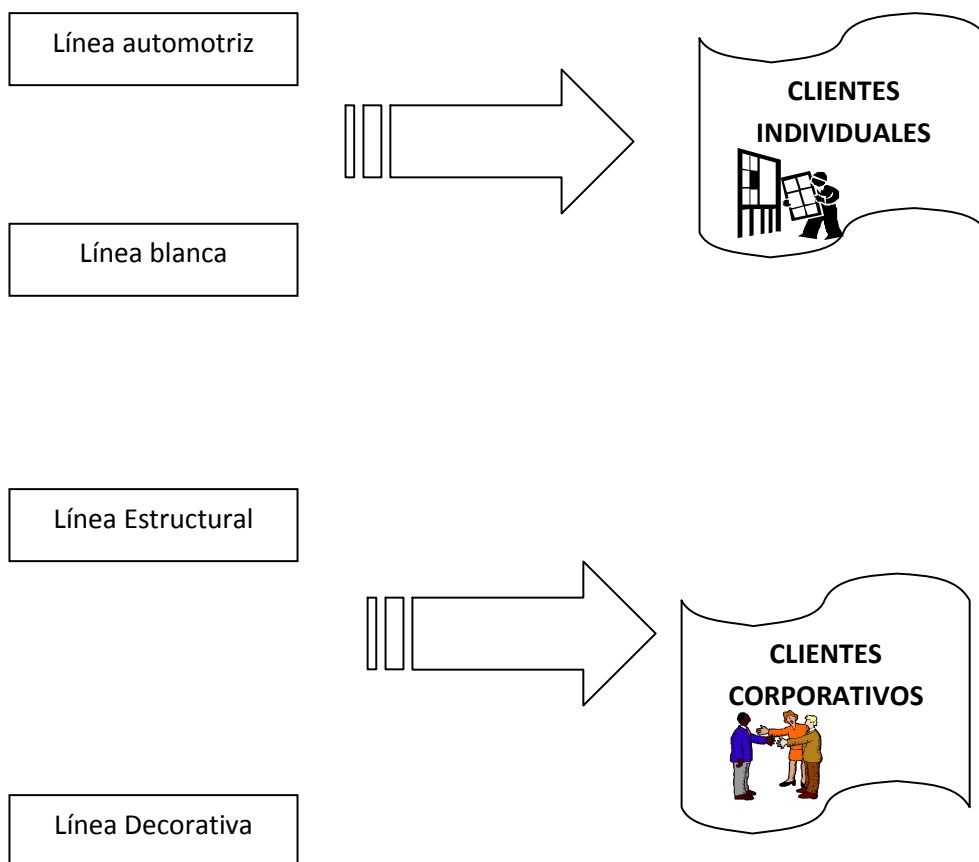 Línea automotriz
CLIENTES
INDIVIDUALES
Línea blanca
Línea Estructural
CLIENTES
CORPORATIVOS
Línea Decorativa